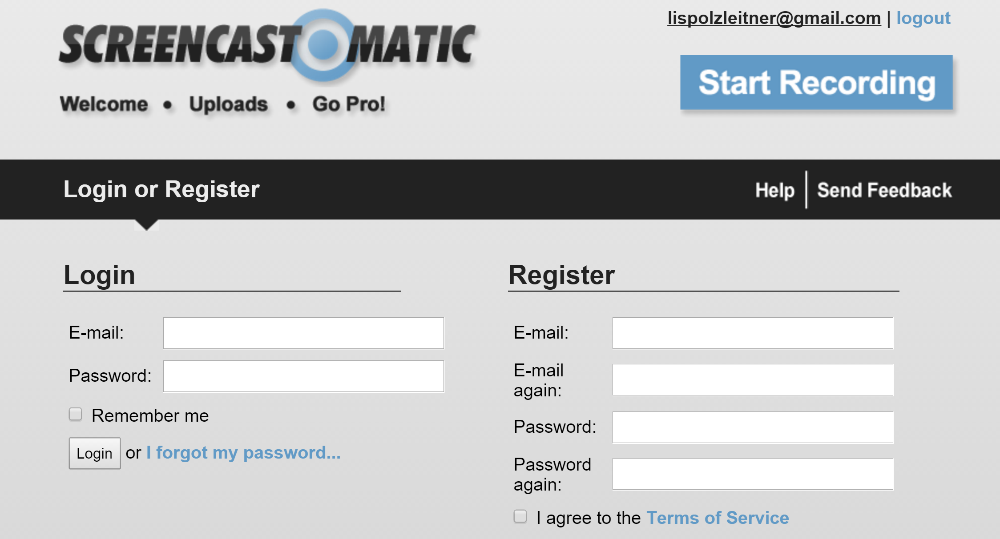 SCREENCAST O MATIC
lispolzleitner@gmail.com | logout
Start Recording
Welcome • Uploads • Go Pro!
Login or Register
Help | Send Feedback
Login
E-mail:
Password:
Remember me
Login or I forgot my password...
Register
E-mail:
E-mail
again:
Password:
Password
again:
I agree to the Terms of Service